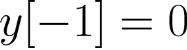 y[−1] = 0